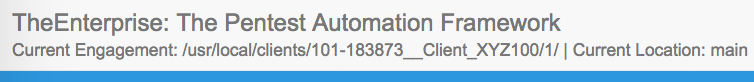 TheEnterprise: The Pentest Automation Framework
Current Engagement: /usr/local/clients/101-183873__Client_XYZ100/1/ | Current Location: main